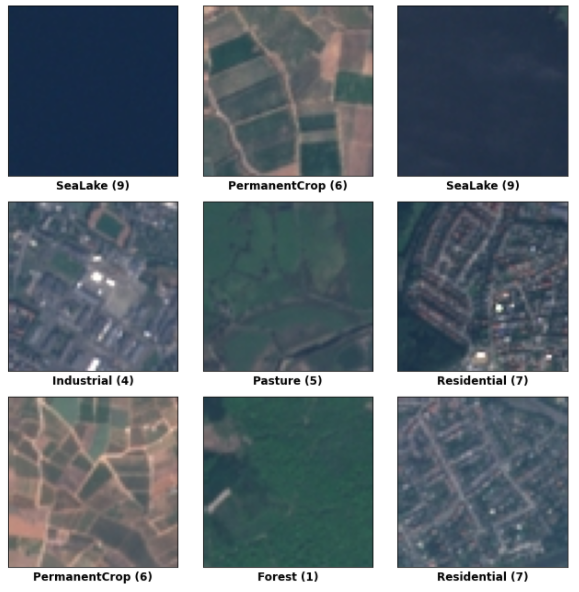 SeaLake (9)
PermanentCrop (6)
SeaLake (9)
Industrial (4)
Pasture (5)
Residential (7)
PermanentCrop (6)
Forest (1)
Residential (7)